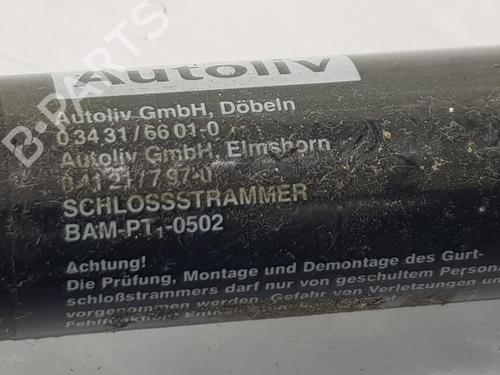 Autoliv
Autoliv GmbH, Döbeln
0 34 31 / 66 01-0
Autoliv GmbH, Elmshorn
0 41 21 / 7 97-0
SCHLOSSSTRAMMER
BAM-PT1-0502
Achtung!
Die Prüfung, Montage und Demontage des Gurt-
schloßstrammers darf nur von geschultem Person
vorgenommen werden. Gefahr von Verletzungen un
B-PARTS